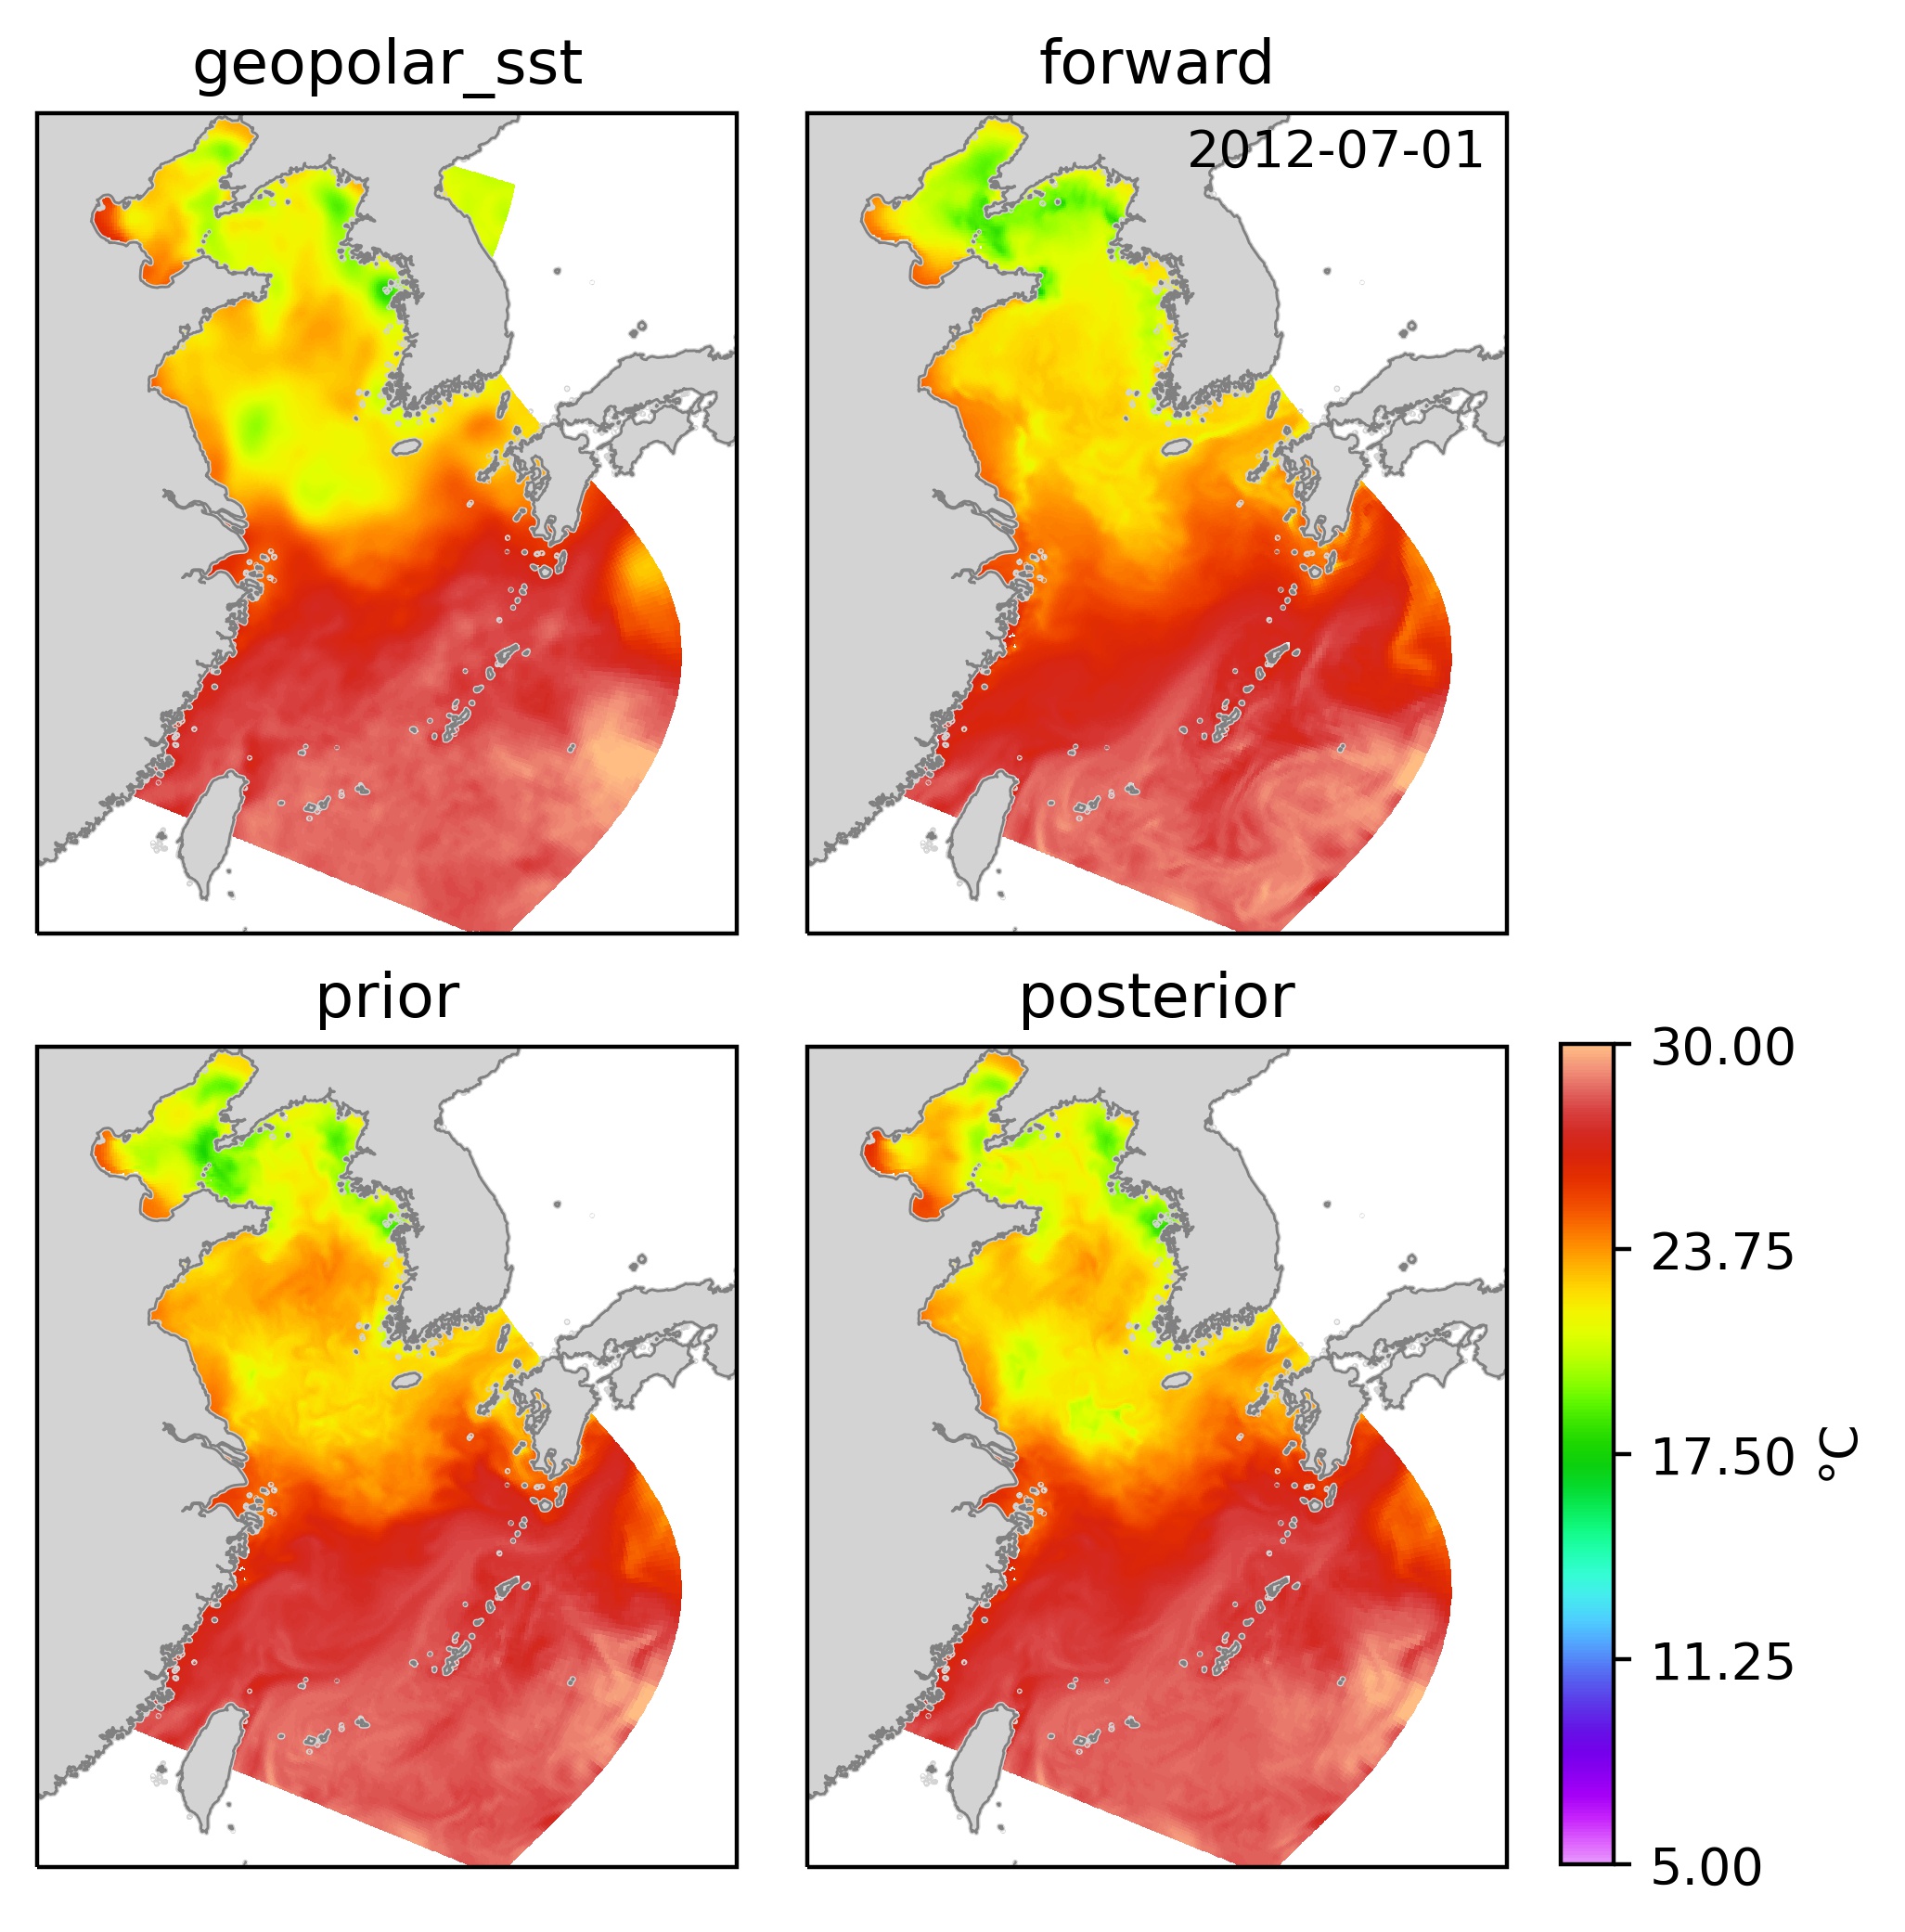 geopolar_sst
forward
2012-07-01
prior
posterior
30.00
23.75
17.50
11.25
5.00
°C